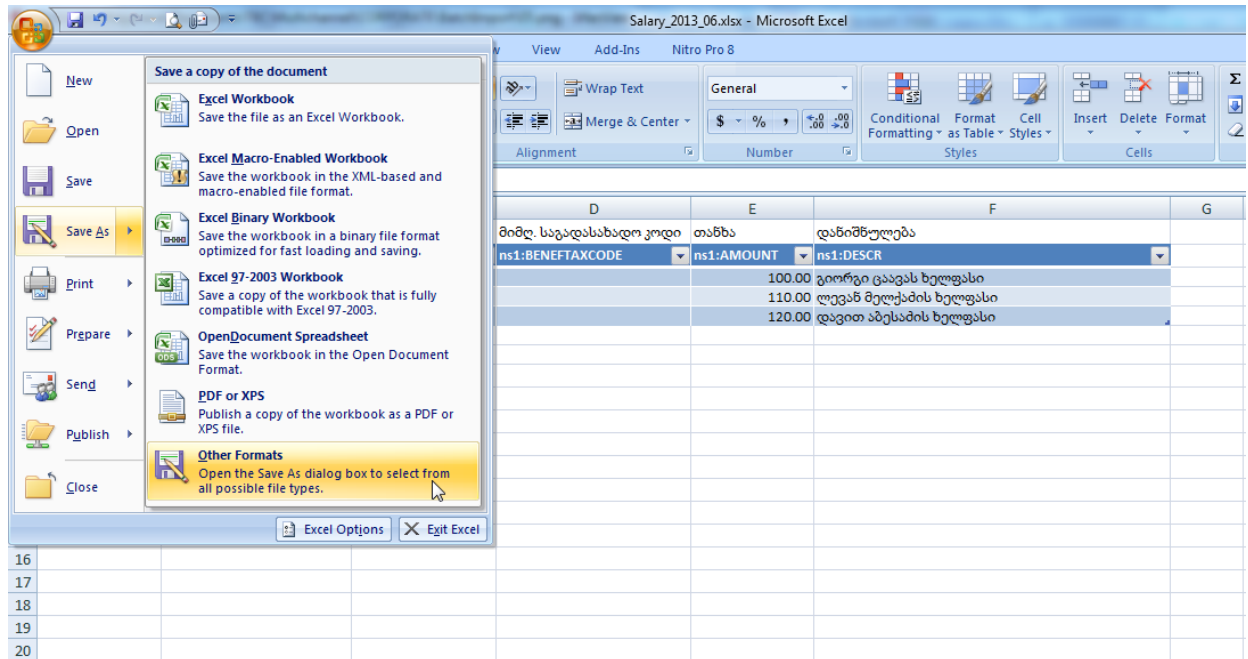 Salary_2013_06.xlsx - Microsoft Excel
View Add-Ins Nitro Pro 8
New
Open
Save
Save As
Print
Prepare
Send
Publish
Close
Save a copy of the document
Excel Workbook
Save the file as an Excel Workbook.
Excel Macro-Enabled Workbook
Save the workbook in the XML-based and
macro-enabled file format.
Excel Binary Workbook
Save the workbook in a binary file format
optimized for fast loading and saving.
Excel 97-2003 Workbook
Save a copy of the workbook that is fully
compatible with Excel 97-2003.
OpenDocument Spreadsheet
Save the workbook in the Open Document
Format.
PDF or XPS
Publish a copy of the workbook as a PDF or
XPS file.
Other Formats
Open the Save As dialog box to select from
all possible file types.
Excel Options Exit Excel
Wrap Text
Merge & Center
Alignment
General
$ % ,
Number
Conditional Formatting
Format as Table
Cell Styles
Styles
Insert Delete Format
Cells
D E F G
მიმღ. საგადასახადო კოდი თანხა დანიშნულება
ns1:BENEFTAXCODE ns1:AMOUNT ns1:DESCR
100.00 გიორგი ცაავას ხელფასი
110.00 ლევან მელქაძის ხელფასი
120.00 დავით აბესაძის ხელფასი
16
17
18
19
20